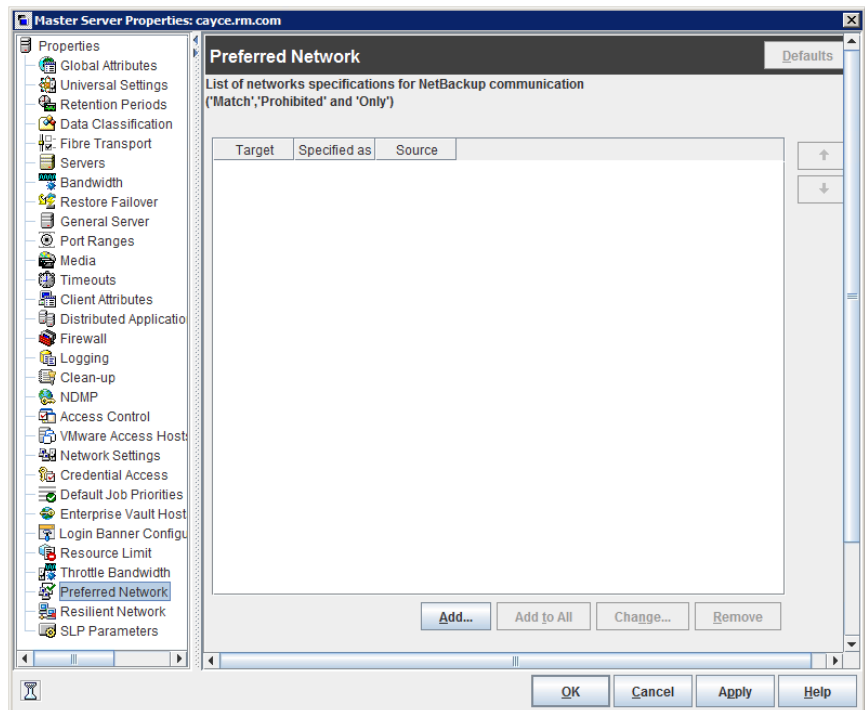 Master Server Properties: cayce.rm.com
Properties
Global Attributes
Universal Settings
Retention Periods
Data Classification
Fibre Transport
Servers
Bandwidth
Restore Failover
General Server
Port Ranges
Media
Timeouts
Client Attributes
Distributed Applicatio
Firewall
Logging
Clean-up
NDMP
Access Control
VMware Access Hosts
Network Settings
Credential Access
Default Job Priorities
Enterprise Vault Host
Login Banner Configu
Resource Limit
Throttle Bandwidth
Preferred Network
Resilient Network
SLP Parameters
Preferred Network
Defaults
List of networks specifications for NetBackup communication
('Match','Prohibited' and 'Only')
Target Specified as Source
Add... Add to All Change... Remove
OK Cancel Apply Help